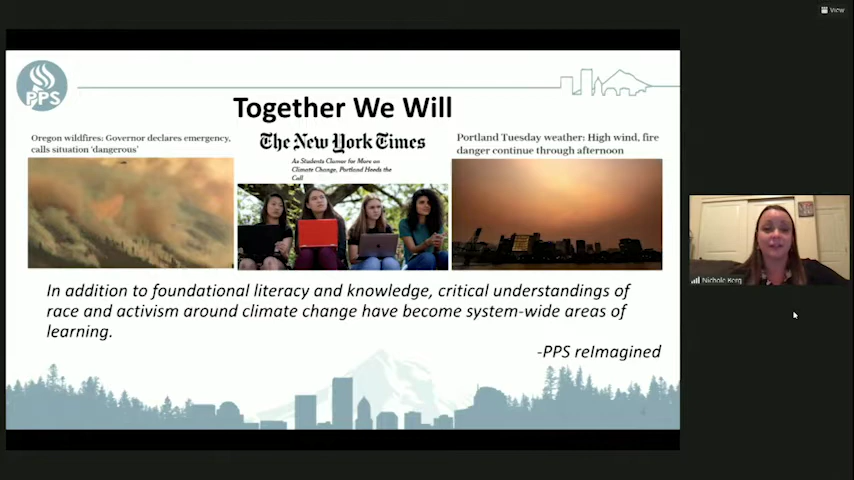 View
PPS
Together We Will
Oregon wildfires: Governor declares emergency,
calls situation 'dangerous'
The New York Times
As Students Clamor for More on
Climate Change, Portland Heeds the
Call
Portland Tuesday weather: High wind, fire
danger continue through afternoon
In addition to foundational literacy and knowledge, critical understandings of
race and activism around climate change have become system-wide areas of
learning.
-PPS reImagined
Nichole Berg